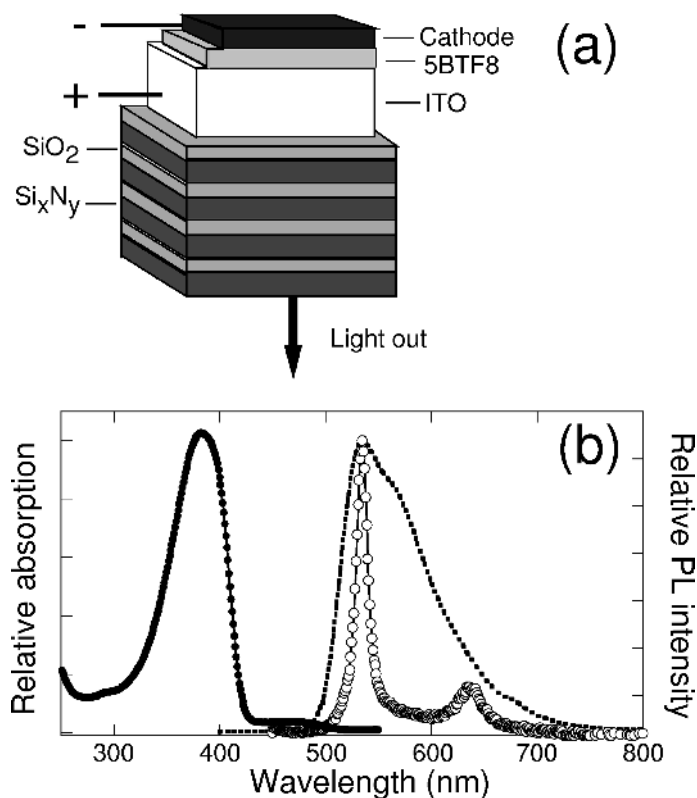 -
Cathode
(a)
5BTF8
+
ITO
SiO2
SixNy
Light out
(b)
Relative absorption
Relative PL intensity
300 400 500 600 700 800
Wavelength (nm)